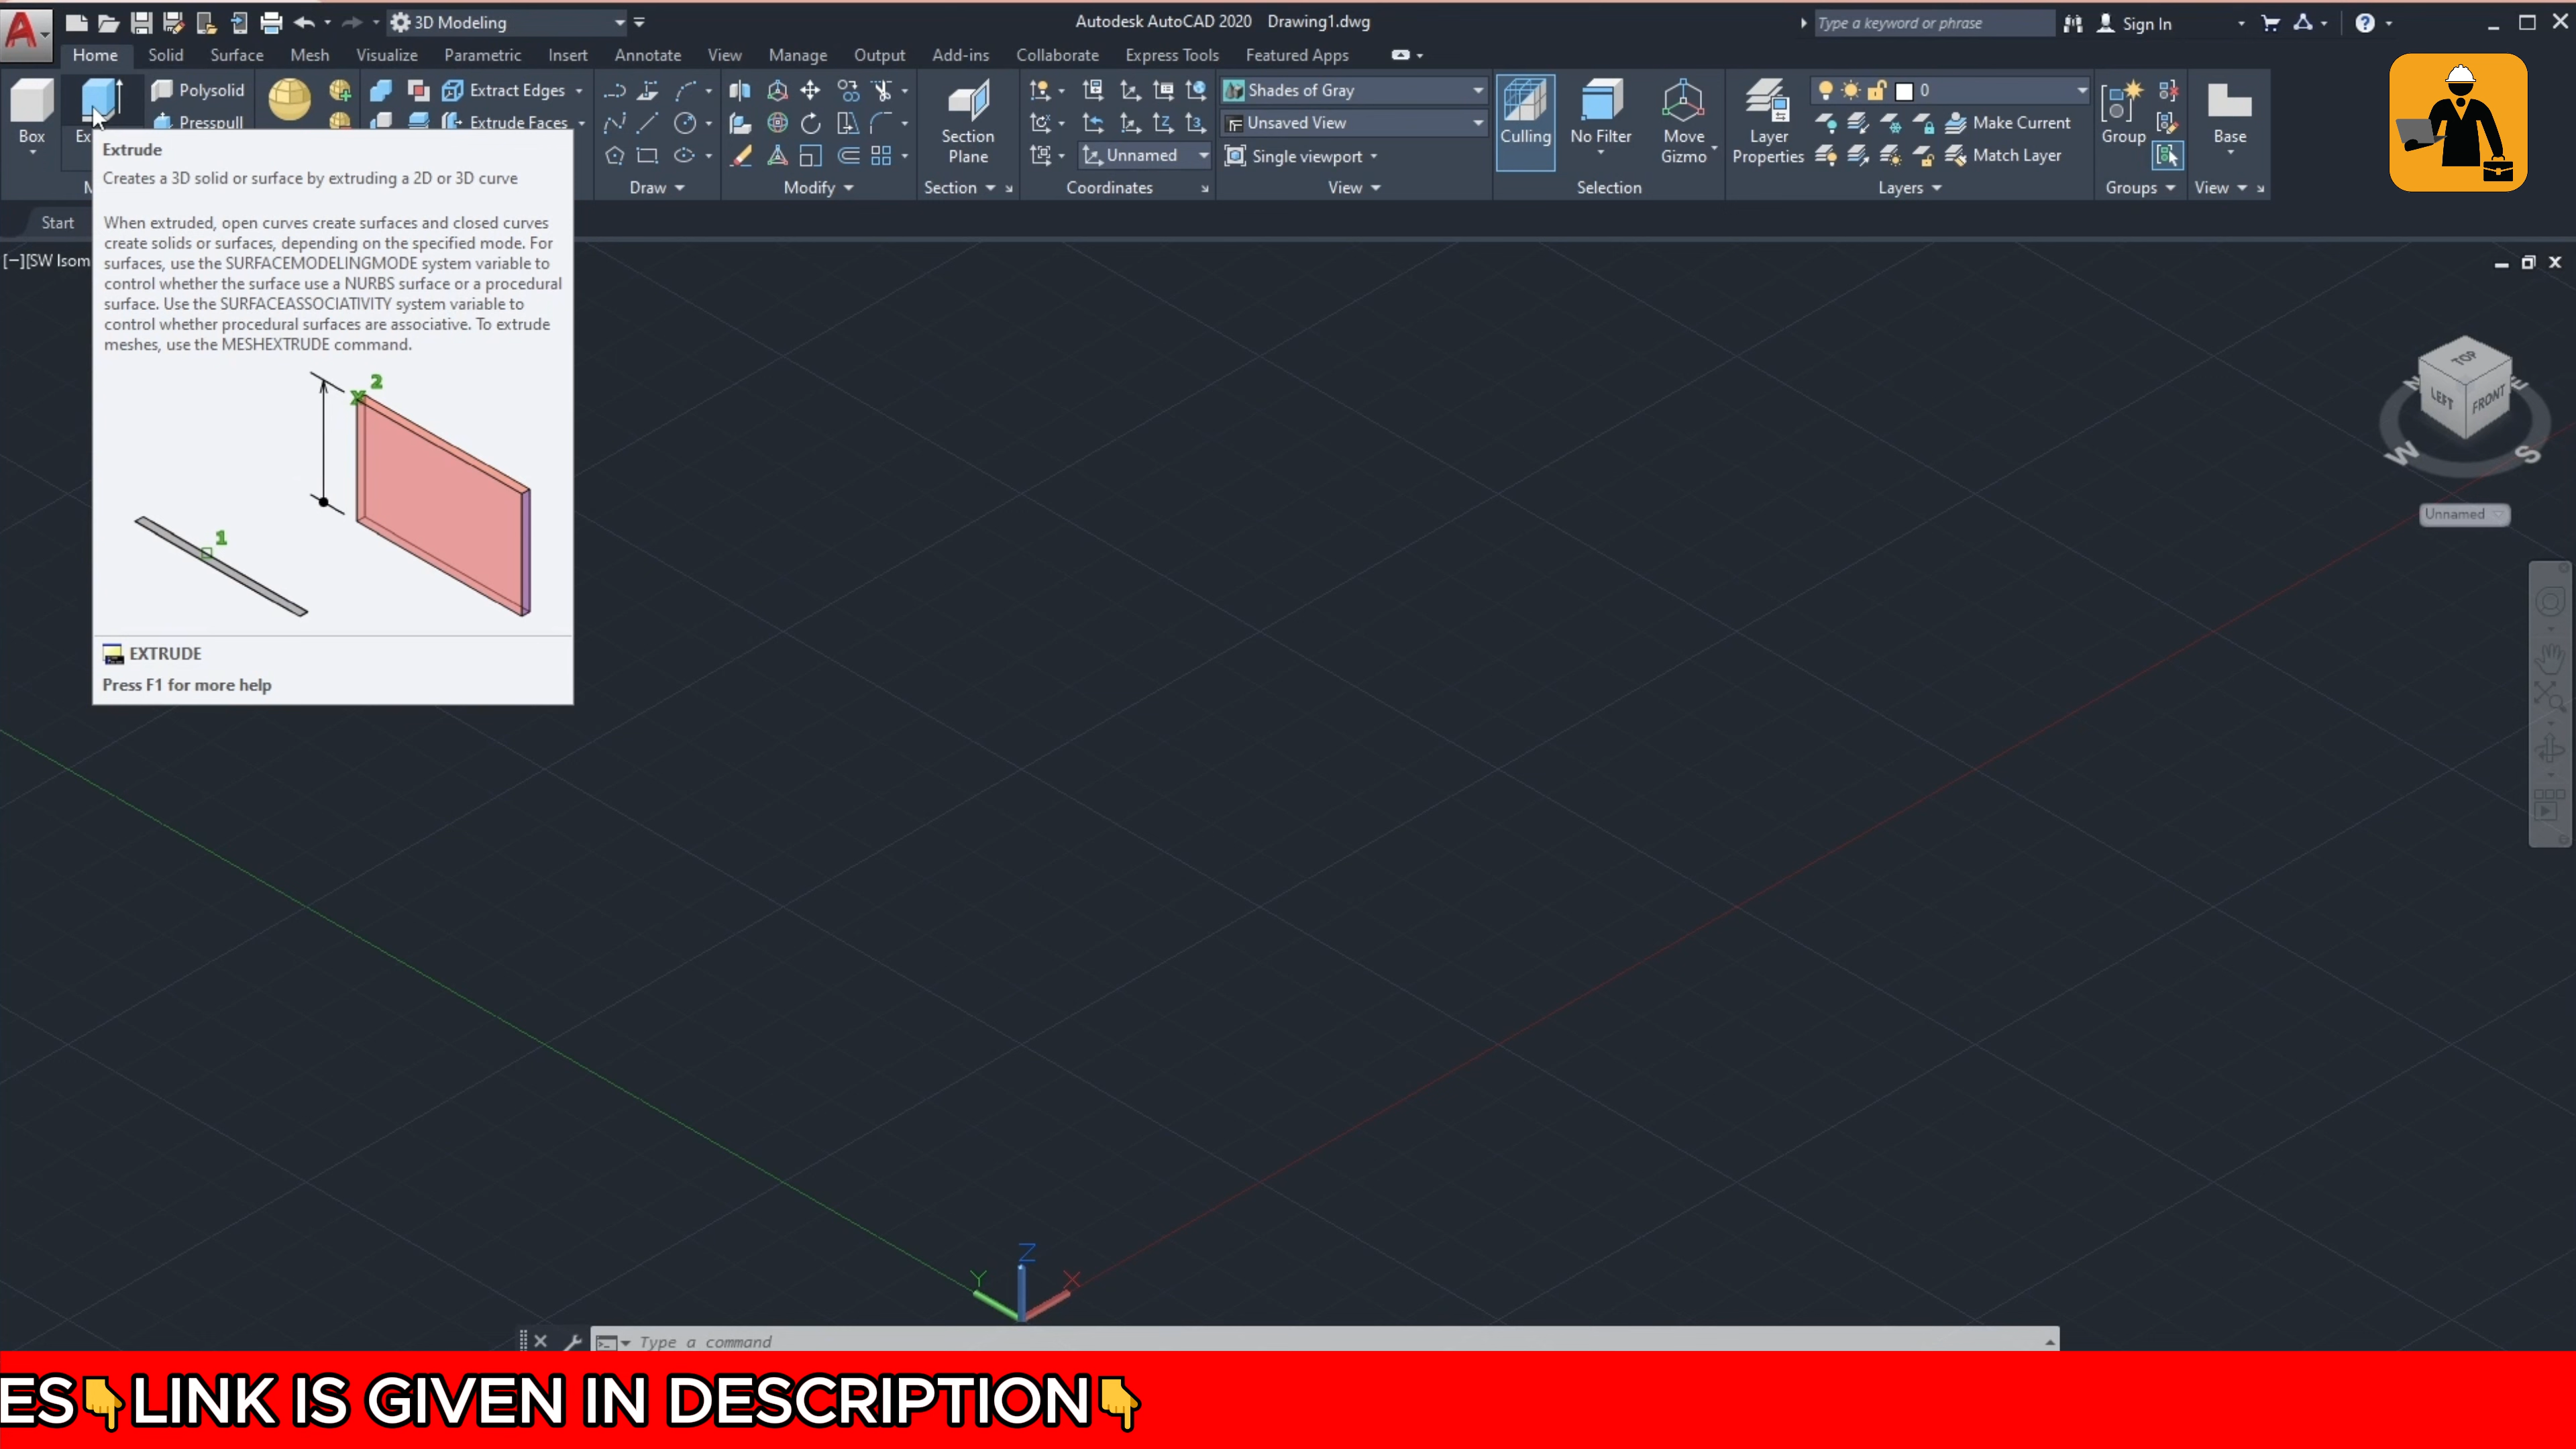 3D Modeling
Autodesk AutoCAD 2020 Drawing1.dwg
Type a keyword or phrase
Sign In
Home Solid Surface Mesh Visualize Parametric Insert Annotate View Manage Output Add-ins Collaborate Express Tools Featured Apps
Polysolid Extract Edges Shades of Gray 0
Box Ex Presspull Extrude Faces Unsaved View Culling No Filter Move Gizmo Layer Properties Make Current Group Base
Section Plane Unnamed Single viewport Match Layer
M Draw Modify Section Coordinates View Selection Layers Groups View
Start
[−][SW Isom
Extrude
Creates a 3D solid or surface by extruding a 2D or 3D curve
When extruded, open curves create surfaces and closed curves
create solids or surfaces, depending on the specified mode. For
surfaces, use the SURFACEMODELINGMODE system variable to
control whether the surface use a NURBS surface or a procedural
surface. Use the SURFACEASSOCIATIVITY system variable to
control whether procedural surfaces are associative. To extrude
meshes, use the MESHEXTRUDE command.
2
1
EXTRUDE
Press F1 for more help
TOP
LEFT FRONT
N E
W S
Unnamed
Z
Y X
Type a command
ES👇LINK IS GIVEN IN DESCRIPTION👇